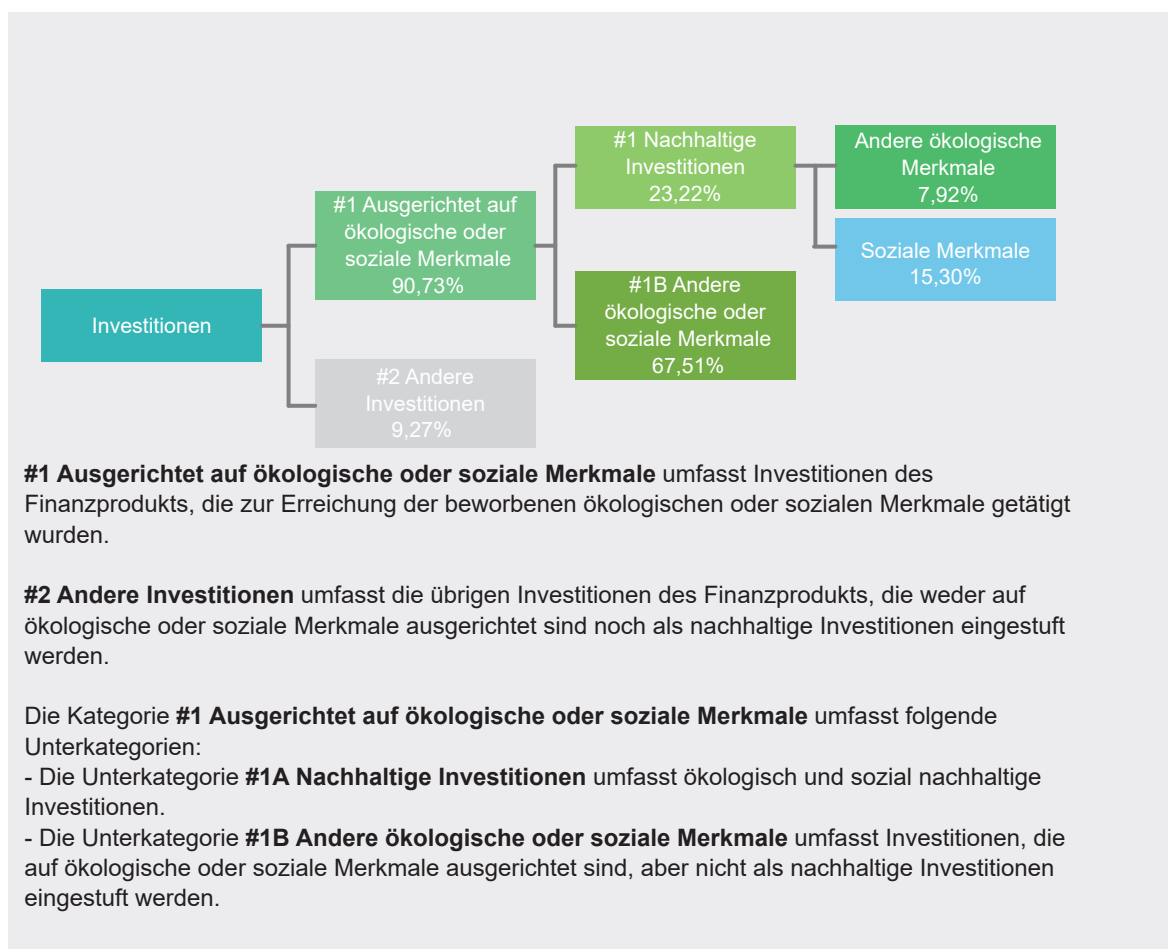 #1 Nachhaltige
Investitionen
23,22%
Andere ökologische
Merkmale
7,92%
#1 Ausgerichtet auf
ökologische oder
soziale Merkmale
90,73%
Soziale Merkmale
15,30%
#1B Andere
ökologische oder
soziale Merkmale
67,51%
Investitionen
#2 Andere
Investitionen
9,27%
#1 Ausgerichtet auf ökologische oder soziale Merkmale umfasst Investitionen des
Finanzprodukts, die zur Erreichung der beworbenen ökologischen oder sozialen Merkmale getätigt
wurden.
#2 Andere Investitionen umfasst die übrigen Investitionen des Finanzprodukts, die weder auf
ökologische oder soziale Merkmale ausgerichtet sind noch als nachhaltige Investitionen eingestuft
werden.
Die Kategorie #1 Ausgerichtet auf ökologische oder soziale Merkmale umfasst folgende
Unterkategorien:
- Die Unterkategorie #1A Nachhaltige Investitionen umfasst ökologisch und sozial nachhaltige
Investitionen.
- Die Unterkategorie #1B Andere ökologische oder soziale Merkmale umfasst Investitionen, die
auf ökologische oder soziale Merkmale ausgerichtet sind, aber nicht als nachhaltige Investitionen
eingestuft werden.